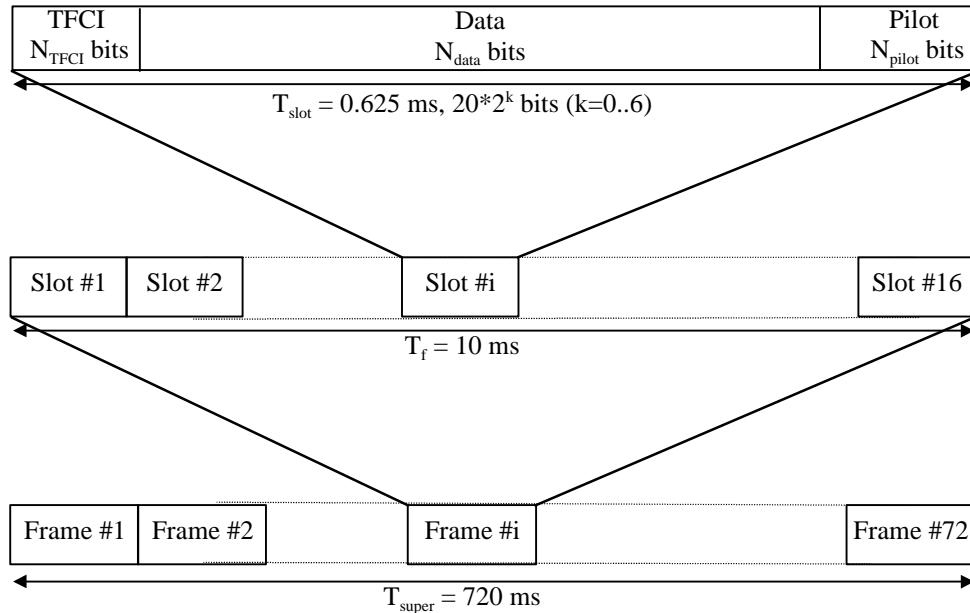 TFCI Data Pilot
N_TFCI bits N_data bits N_pilot bits
T_slot = 0.625 ms, 20*2^k bits (k=0..6)
Slot #1 Slot #2 Slot #i Slot #16
T_f = 10 ms
Frame #1 Frame #2 Frame #i Frame #72
T_super = 720 ms